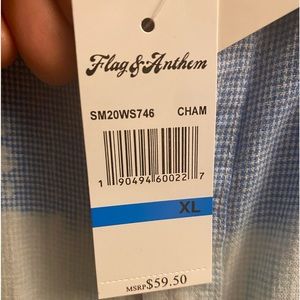 Flag & Anthem
SM20WS746 CHAM
1 90494 60022 7
XL
MSRP $59.50